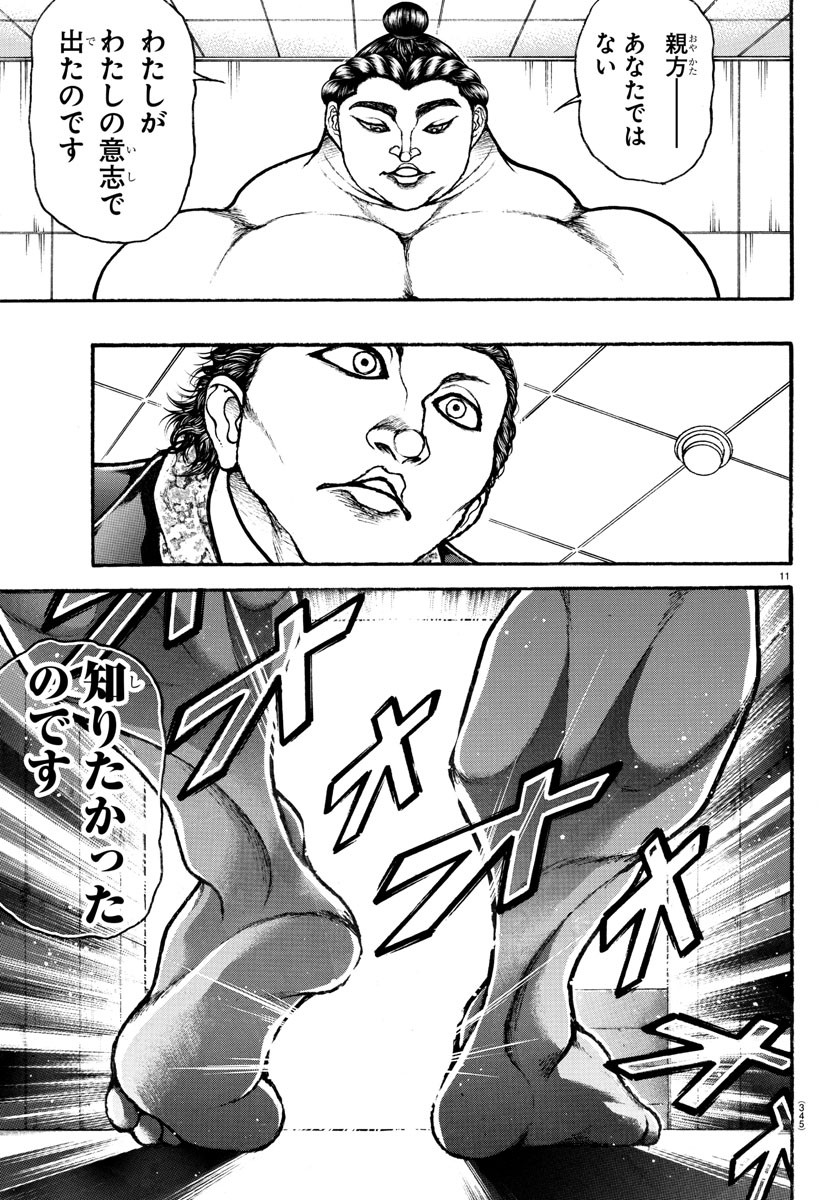 親方――
あなたでは
ない
わたしが
わたしの意志で
出たのです
11
知りたかった
のです
オオオオオオ
(345)